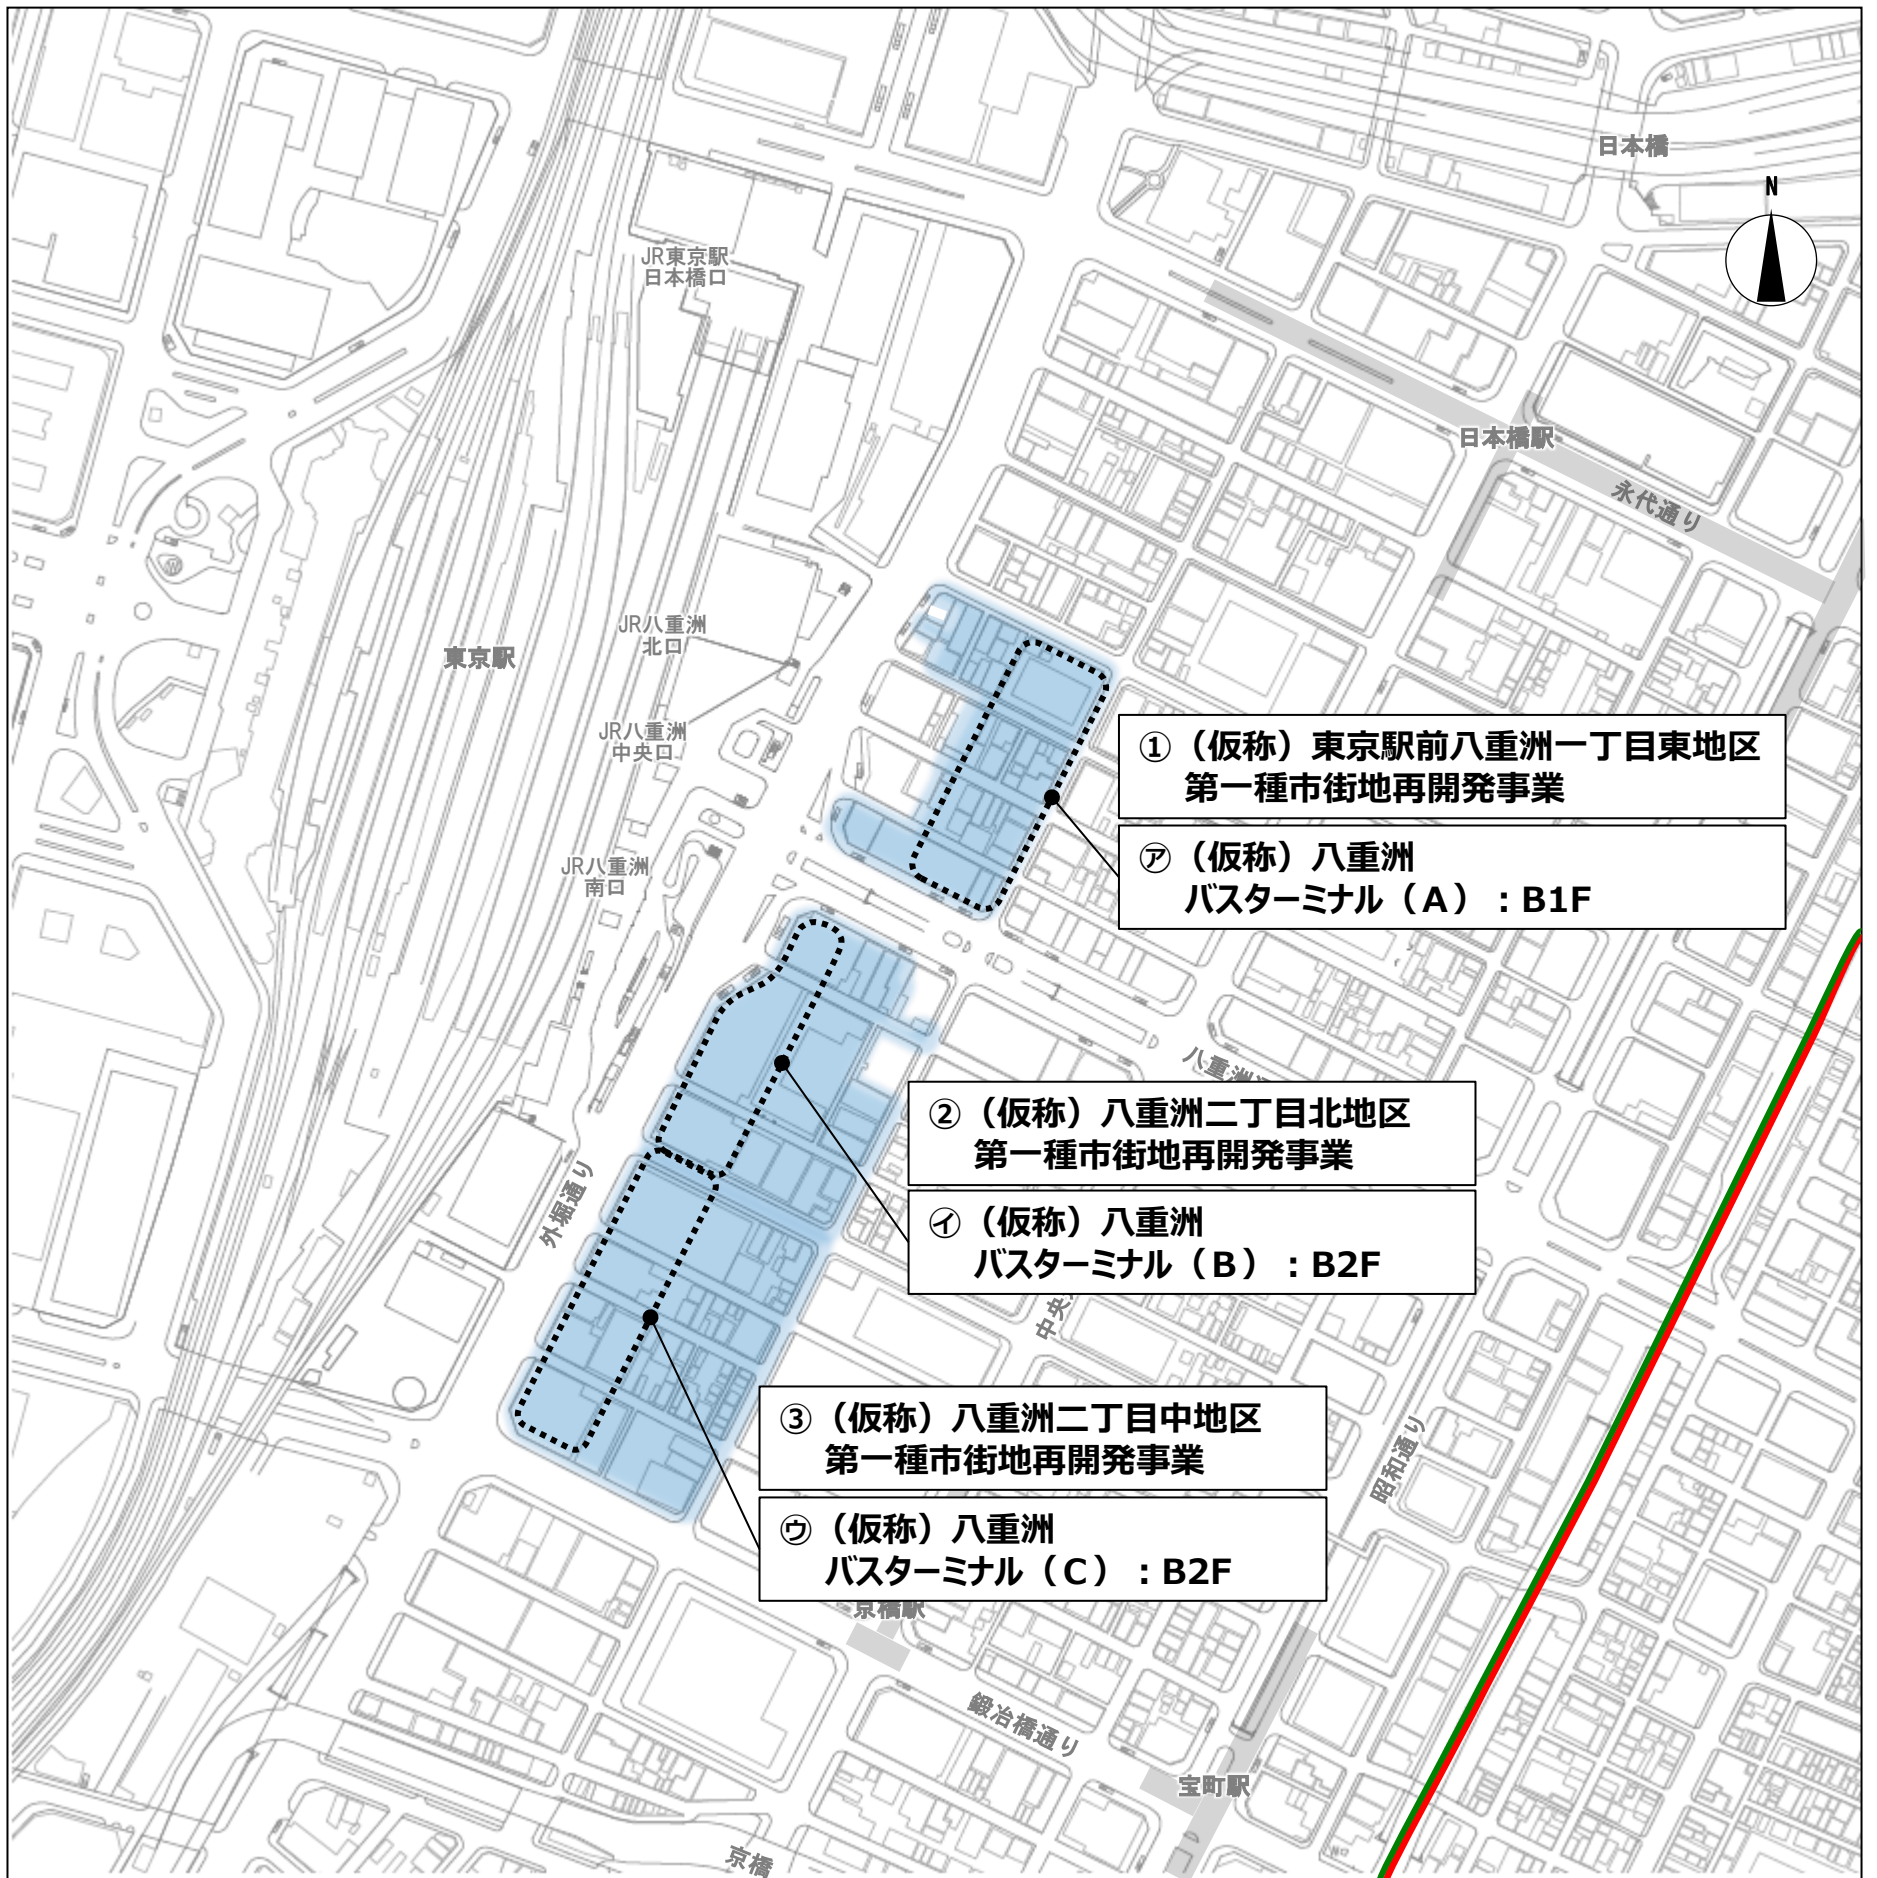 日本橋
N
JR東京駅
日本橋口
日本橋駅
永代通り
JR八重洲
北口
東京駅
JR八重洲
中央口
①（仮称）東京駅前八重洲一丁目東地区
第一種市街地再開発事業
㋐（仮称）八重洲
バスターミナル（A）：B1F
JR八重洲
南口
八重洲
②（仮称）八重洲二丁目北地区
第一種市街地再開発事業
㋑（仮称）八重洲
バスターミナル（B）：B2F
外堀通り
中央
③（仮称）八重洲二丁目中地区
第一種市街地再開発事業
㋒（仮称）八重洲
バスターミナル（C）：B2F
昭和通り
京橋駅
鍛冶橋通り
宝町駅
京橋